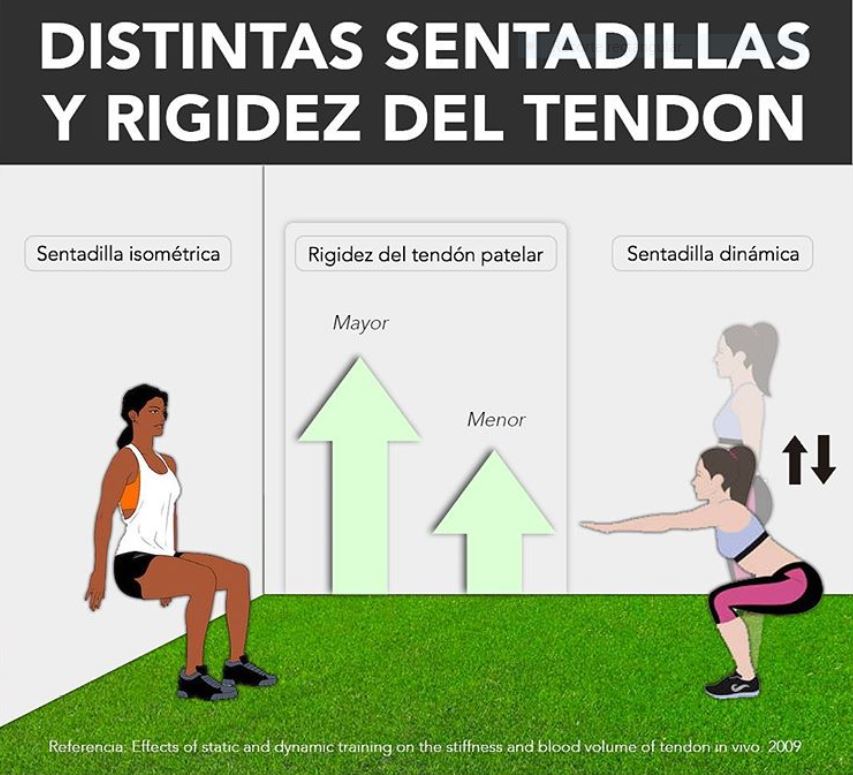 DISTINTAS SENTADILLAS
Y RIGIDEZ DEL TENDON
Sentadilla isométrica
Rigidez del tendón patelar
Sentadilla dinámica
Mayor
Menor
Referencia: Effects of static and dynamic training on the stiffness and blood volume of tendon in vivo. 2009